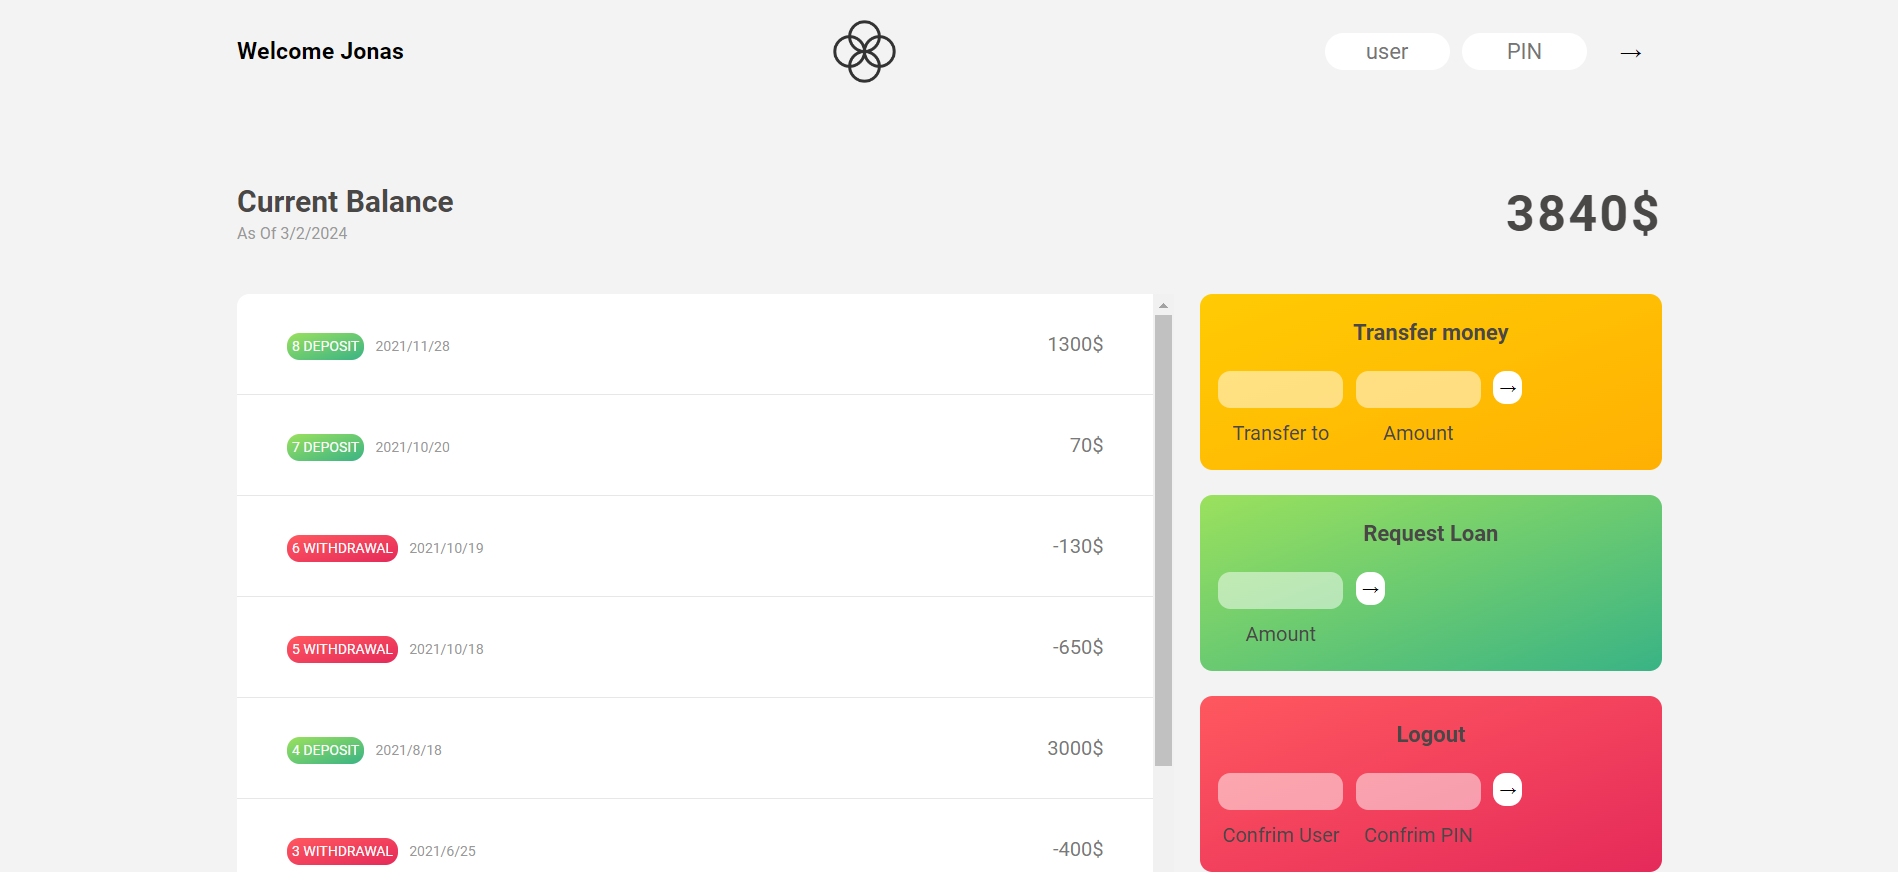 Welcome Jonas
user PIN →
Current Balance
As Of 3/2/2024
3840$
8 DEPOSIT 2021/11/28 1300$
7 DEPOSIT 2021/10/20 70$
6 WITHDRAWAL 2021/10/19 -130$
5 WITHDRAWAL 2021/10/18 -650$
4 DEPOSIT 2021/8/18 3000$
3 WITHDRAWAL 2021/6/25 -400$
Transfer money
→
Transfer to Amount
Request Loan
→
Amount
Logout
→
Confrim User Confrim PIN